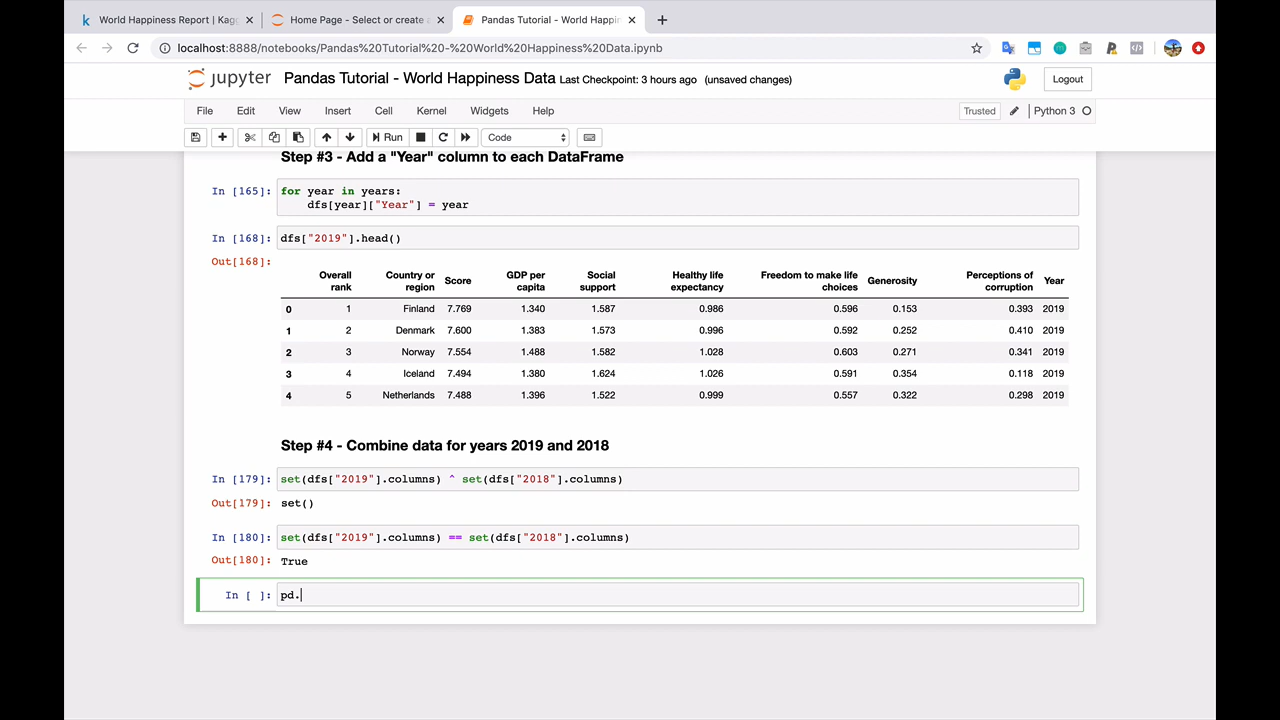 World Happiness Report | Kagg
Home Page - Select or create a
Pandas Tutorial - World Happin
localhost:8888/notebooks/Pandas%20Tutorial%20-%20World%20Happiness%20Data.ipynb
jupyter Pandas Tutorial - World Happiness Data Last Checkpoint: 3 hours ago (unsaved changes)
Logout
File Edit View Insert Cell Kernel Widgets Help
Trusted Python 3
Run Code
Step #3 - Add a "Year" column to each DataFrame
In [165]: for year in years:
dfs[year]["Year"] = year
In [168]: dfs["2019"].head()
Out[168]:
Overall rank Country or region Score GDP per capita Social support Healthy life expectancy Freedom to make life choices Generosity Perceptions of corruption Year
0 1 Finland 7.769 1.340 1.587 0.986 0.596 0.153 0.393 2019
1 2 Denmark 7.600 1.383 1.573 0.996 0.592 0.252 0.410 2019
2 3 Norway 7.554 1.488 1.582 1.028 0.603 0.271 0.341 2019
3 4 Iceland 7.494 1.380 1.624 1.026 0.591 0.354 0.118 2019
4 5 Netherlands 7.488 1.396 1.522 0.999 0.557 0.322 0.298 2019
Step #4 - Combine data for years 2019 and 2018
In [179]: set(dfs["2019"].columns) ^ set(dfs["2018"].columns)
Out[179]: set()
In [180]: set(dfs["2019"].columns) == set(dfs["2018"].columns)
Out[180]: True
In [ ]: pd.